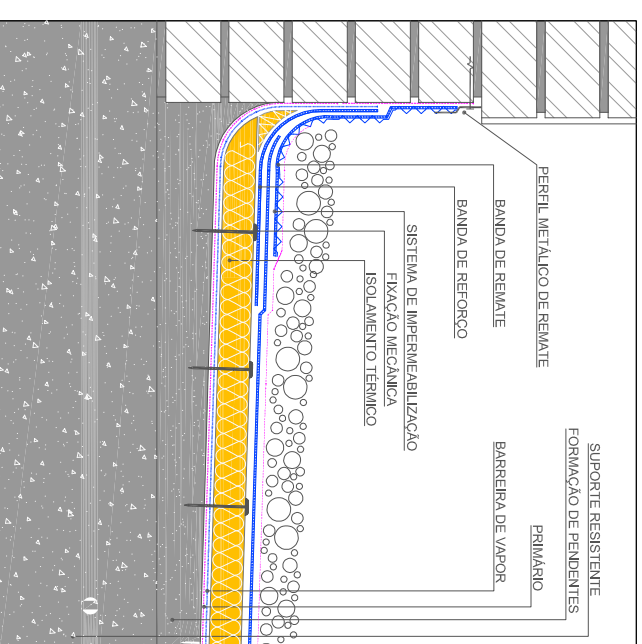 PERFIL METÁLICO DE REMATE
BANDA DE REMATE
BANDA DE REFORÇO
SISTEMA DE IMPERMEABILIZAÇÃO
FIXAÇÃO MECÂNICA
ISOLAMENTO TÉRMICO
SUPORTE RESISTENTE
FORMAÇÃO DE PENDENTES
PRIMÁRIO
BARREIRA DE VAPOR